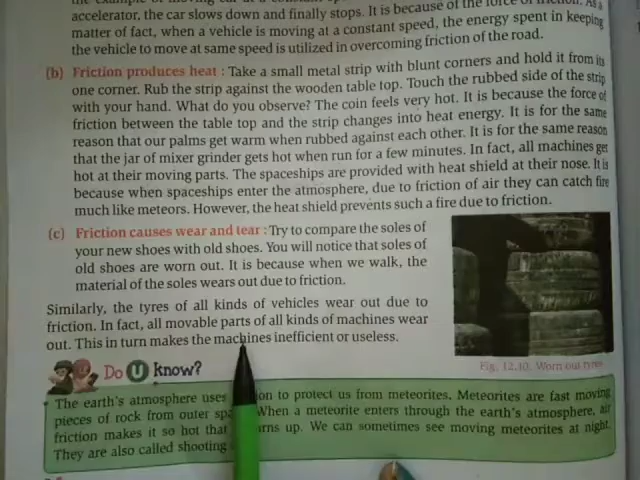 accelerator, the car slows down and finally stops. It is because of the force of friction. As a
matter of fact, when a vehicle is moving at a constant speed, the energy spent in keeping
the vehicle to move at same speed is utilized in overcoming friction of the road.
(b) Friction produces heat : Take a small metal strip with blunt corners and hold it from its
one corner. Rub the strip against the wooden table top. Touch the rubbed side of the strip
with your hand. What do you observe? The coin feels very hot. It is because the force of
friction between the table top and the strip changes into heat energy. It is for the same
reason that our palms get warm when rubbed against each other. It is for the same reason
that the jar of mixer grinder gets hot when run for a few minutes. In fact, all machines get
hot at their moving parts. The spaceships are provided with heat shield at their nose. It is
because when spaceships enter the atmosphere, due to friction of air they can catch fire
much like meteors. However, the heat shield prevents such a fire due to friction.
(c) Friction causes wear and tear : Try to compare the soles of
your new shoes with old shoes. You will notice that soles of
old shoes are worn out. It is because when we walk, the
material of the soles wears out due to friction.
Similarly, the tyres of all kinds of vehicles wear out due to
friction. In fact, all movable parts of all kinds of machines wear
out. This in turn makes the machines inefficient or useless.
Fig. 12.10. Worn out tyres
Do U know?
• The earth's atmosphere uses on to protect us from meteorites. Meteorites are fast moving
pieces of rock from outer When a meteorite enters through the earth's atmosphere, air
friction makes it so hot that up. We can sometimes see moving meteorites at night.
They are also called shooting